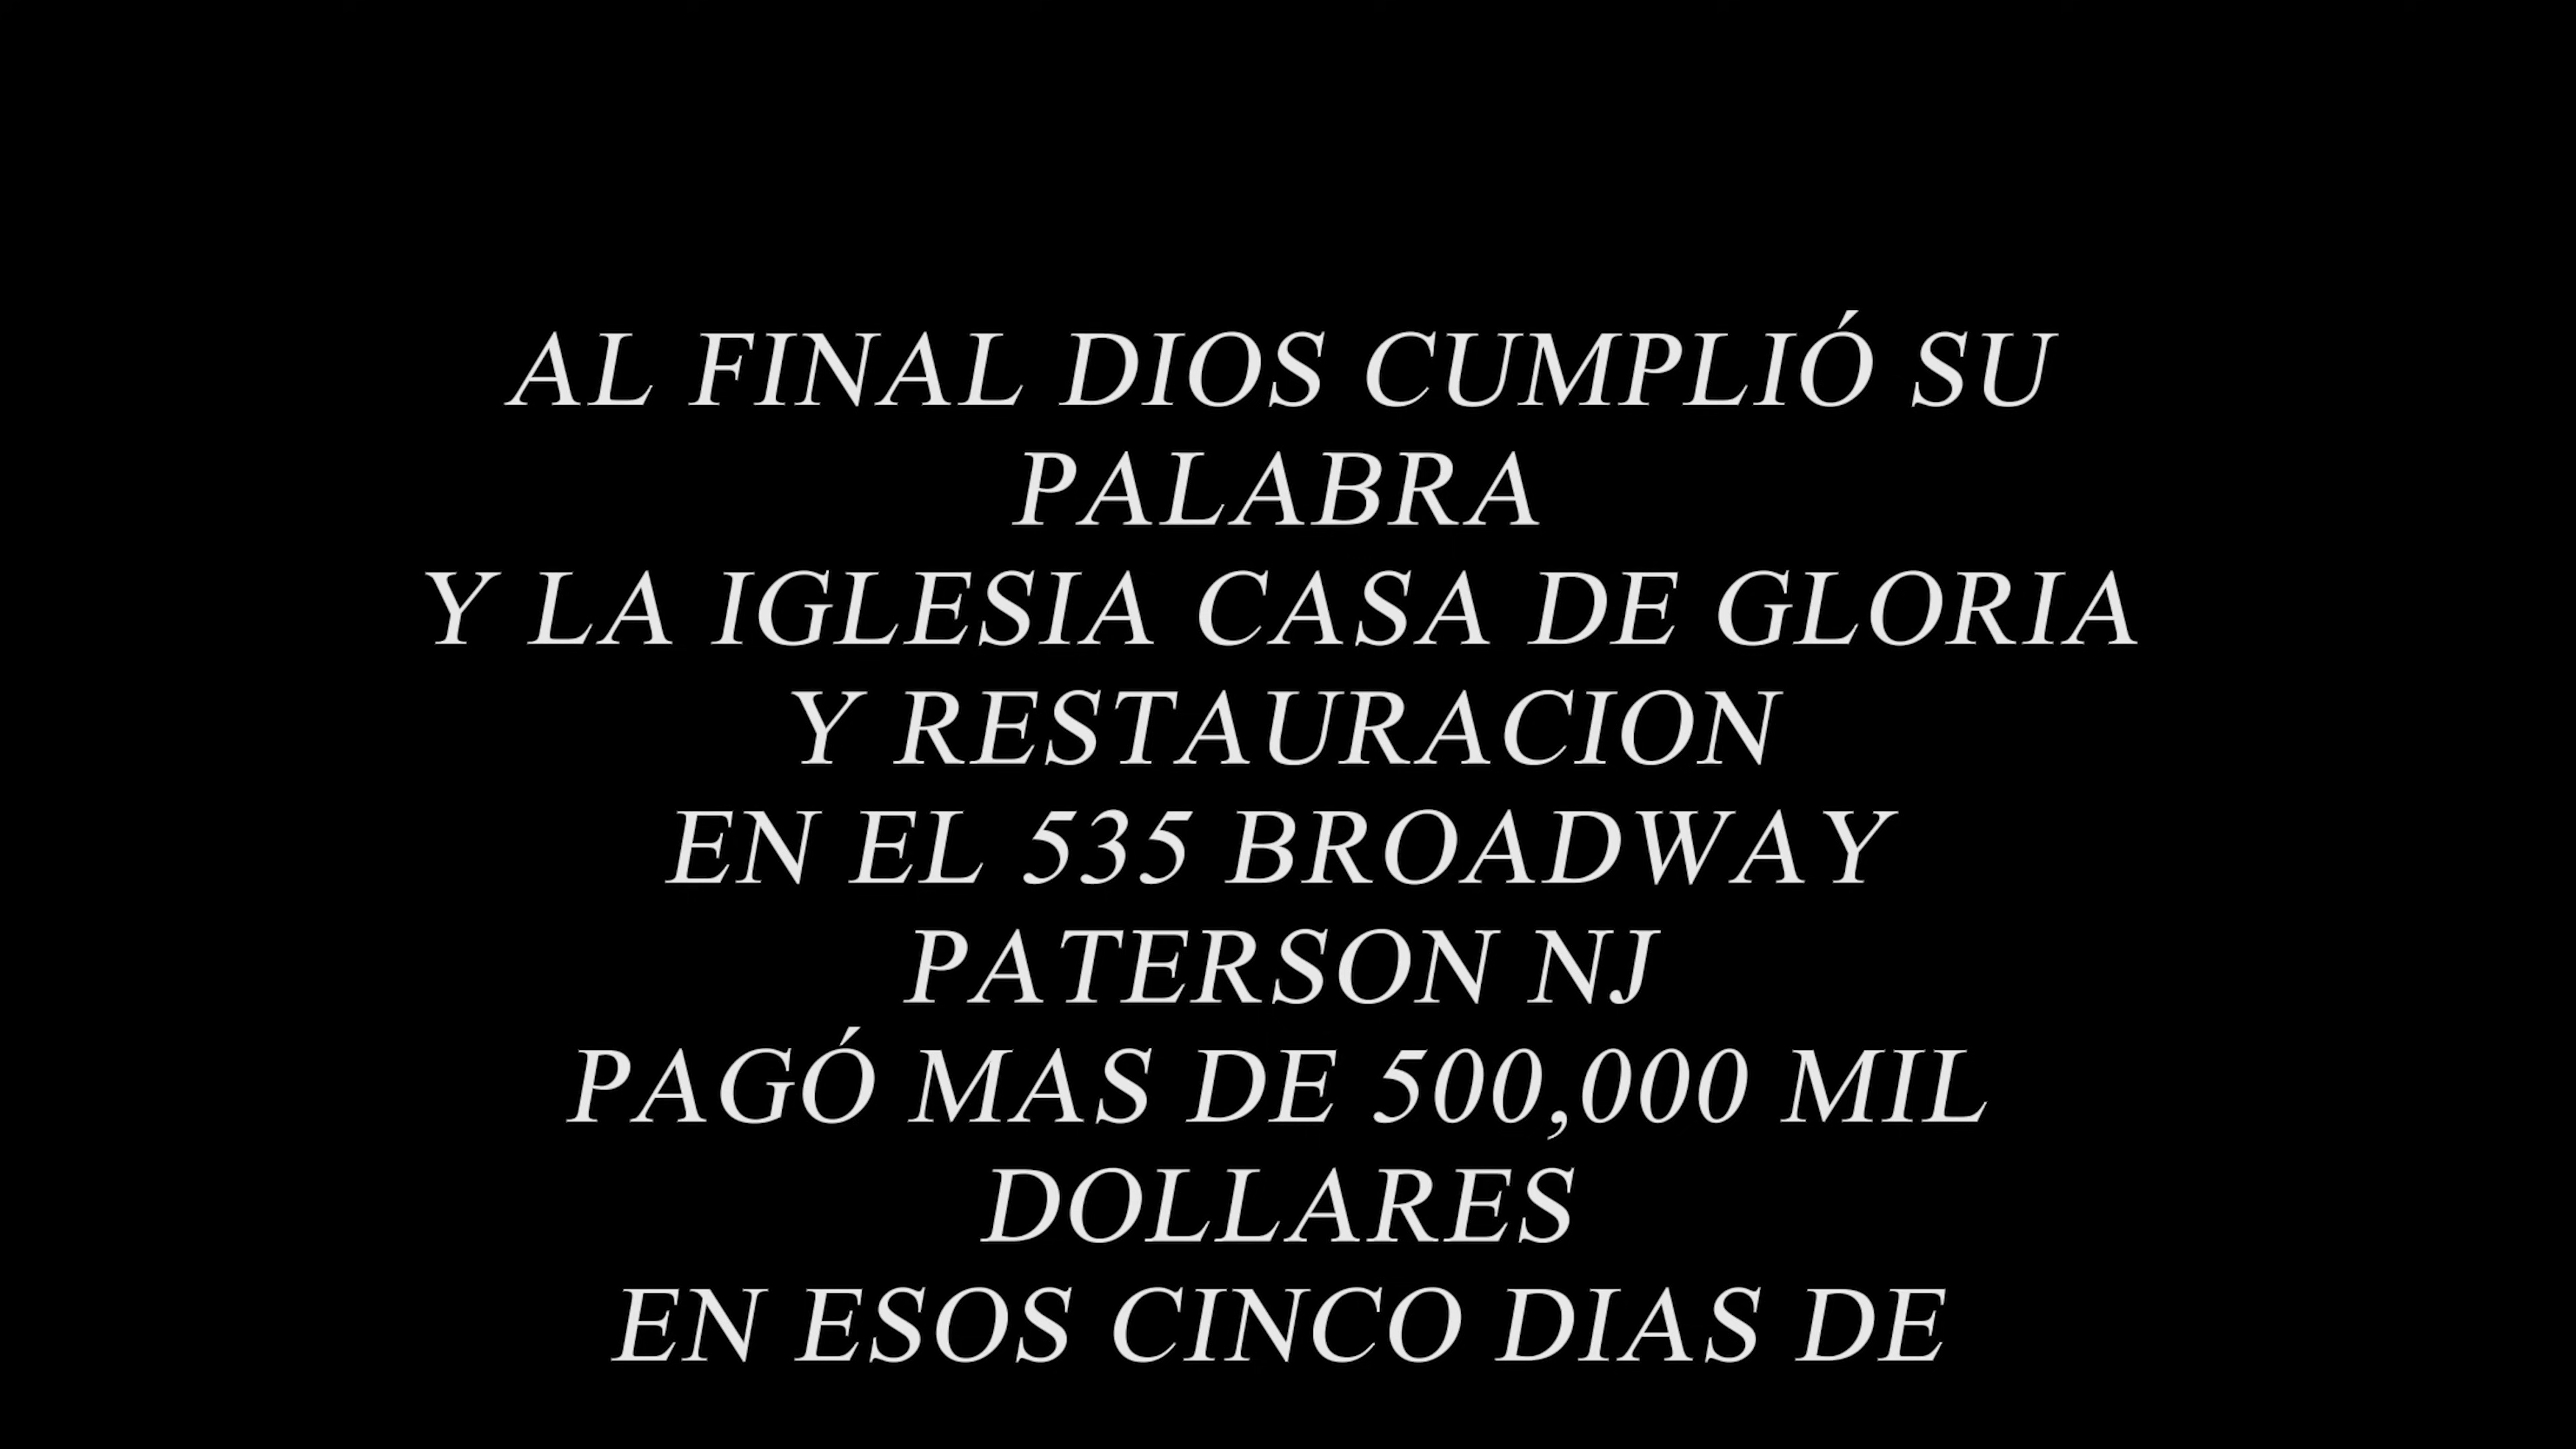 AL FINAL DIOS CUMPLIÓ SU
PALABRA
Y LA IGLESIA CASA DE GLORIA
Y RESTAURACION
EN EL 535 BROADWAY
PATERSON NJ
PAGÓ MAS DE 500,000 MIL
DOLLARES
EN ESOS CINCO DIAS DE